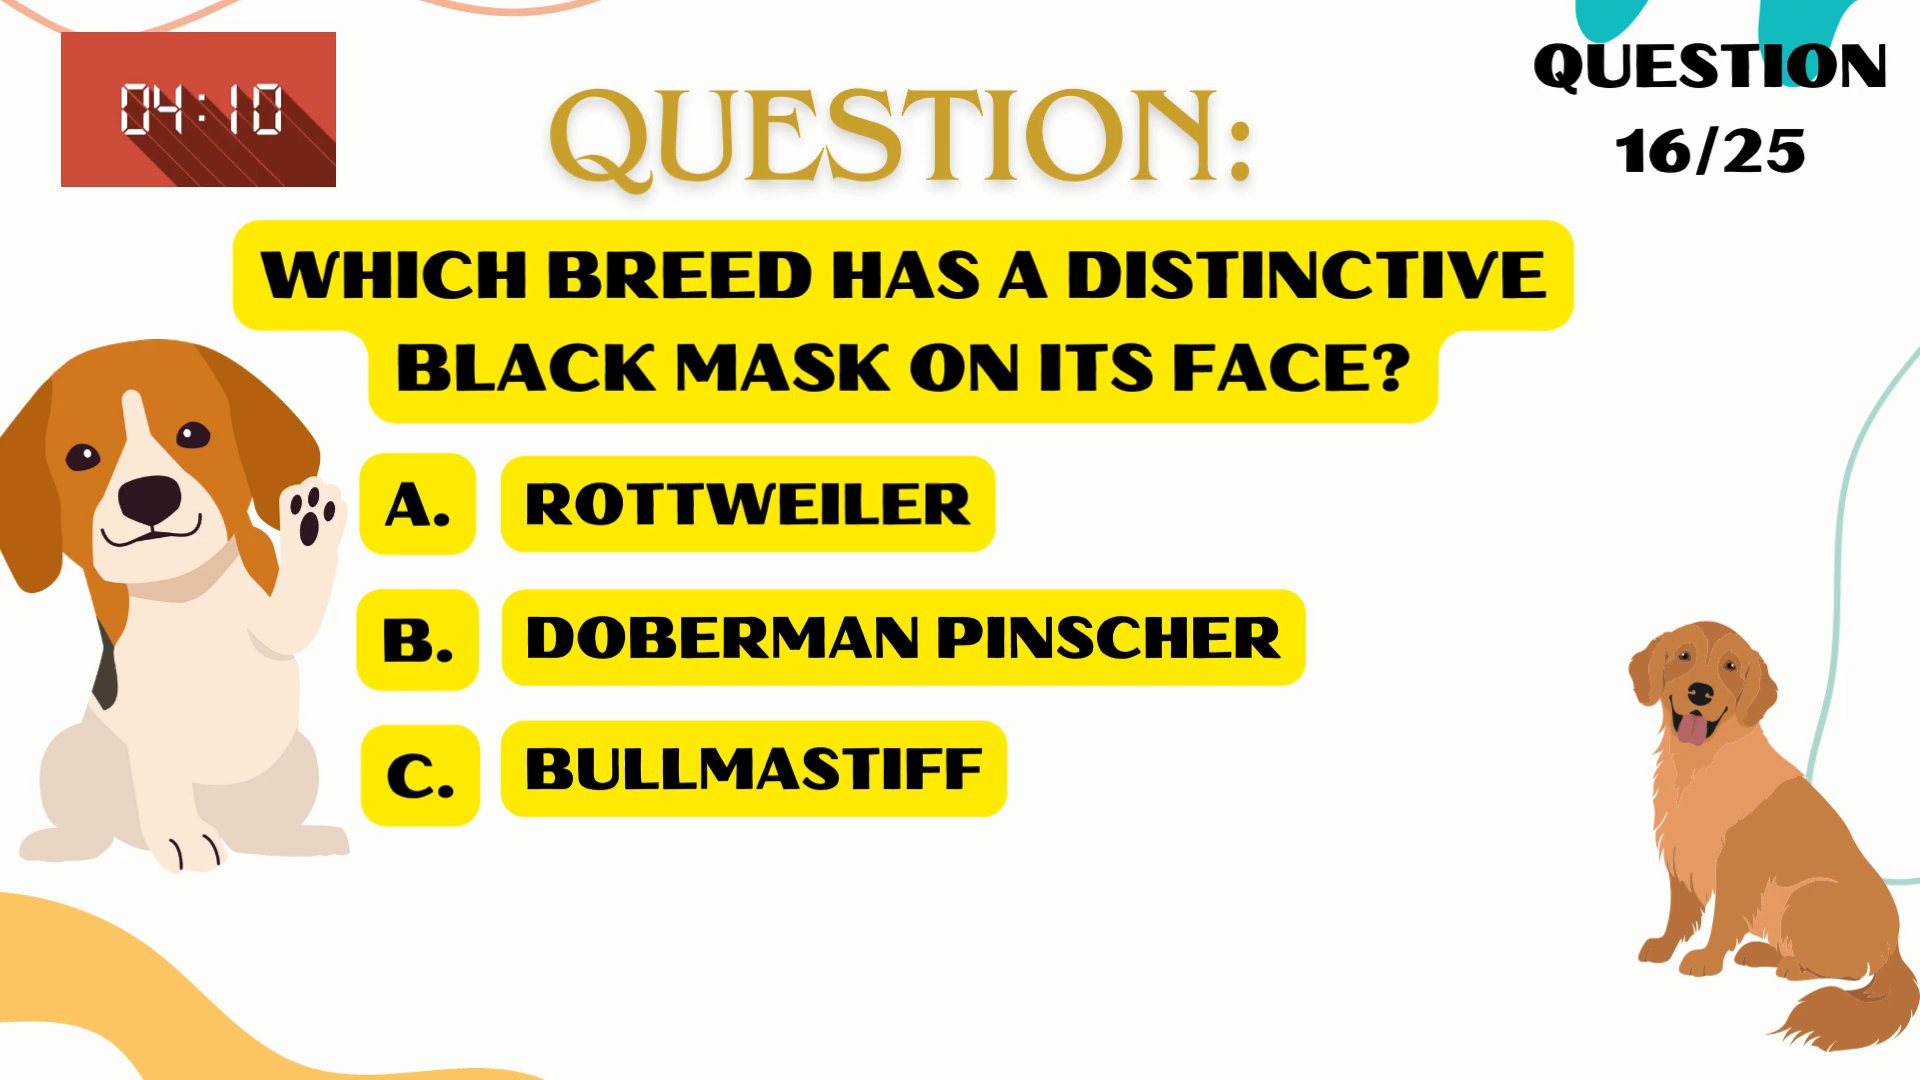 04:10
QUESTION:
QUESTION
16/25
WHICH BREED HAS A DISTINCTIVE
BLACK MASK ON ITS FACE?
A. ROTTWEILER
B. DOBERMAN PINSCHER
C. BULLMASTIFF